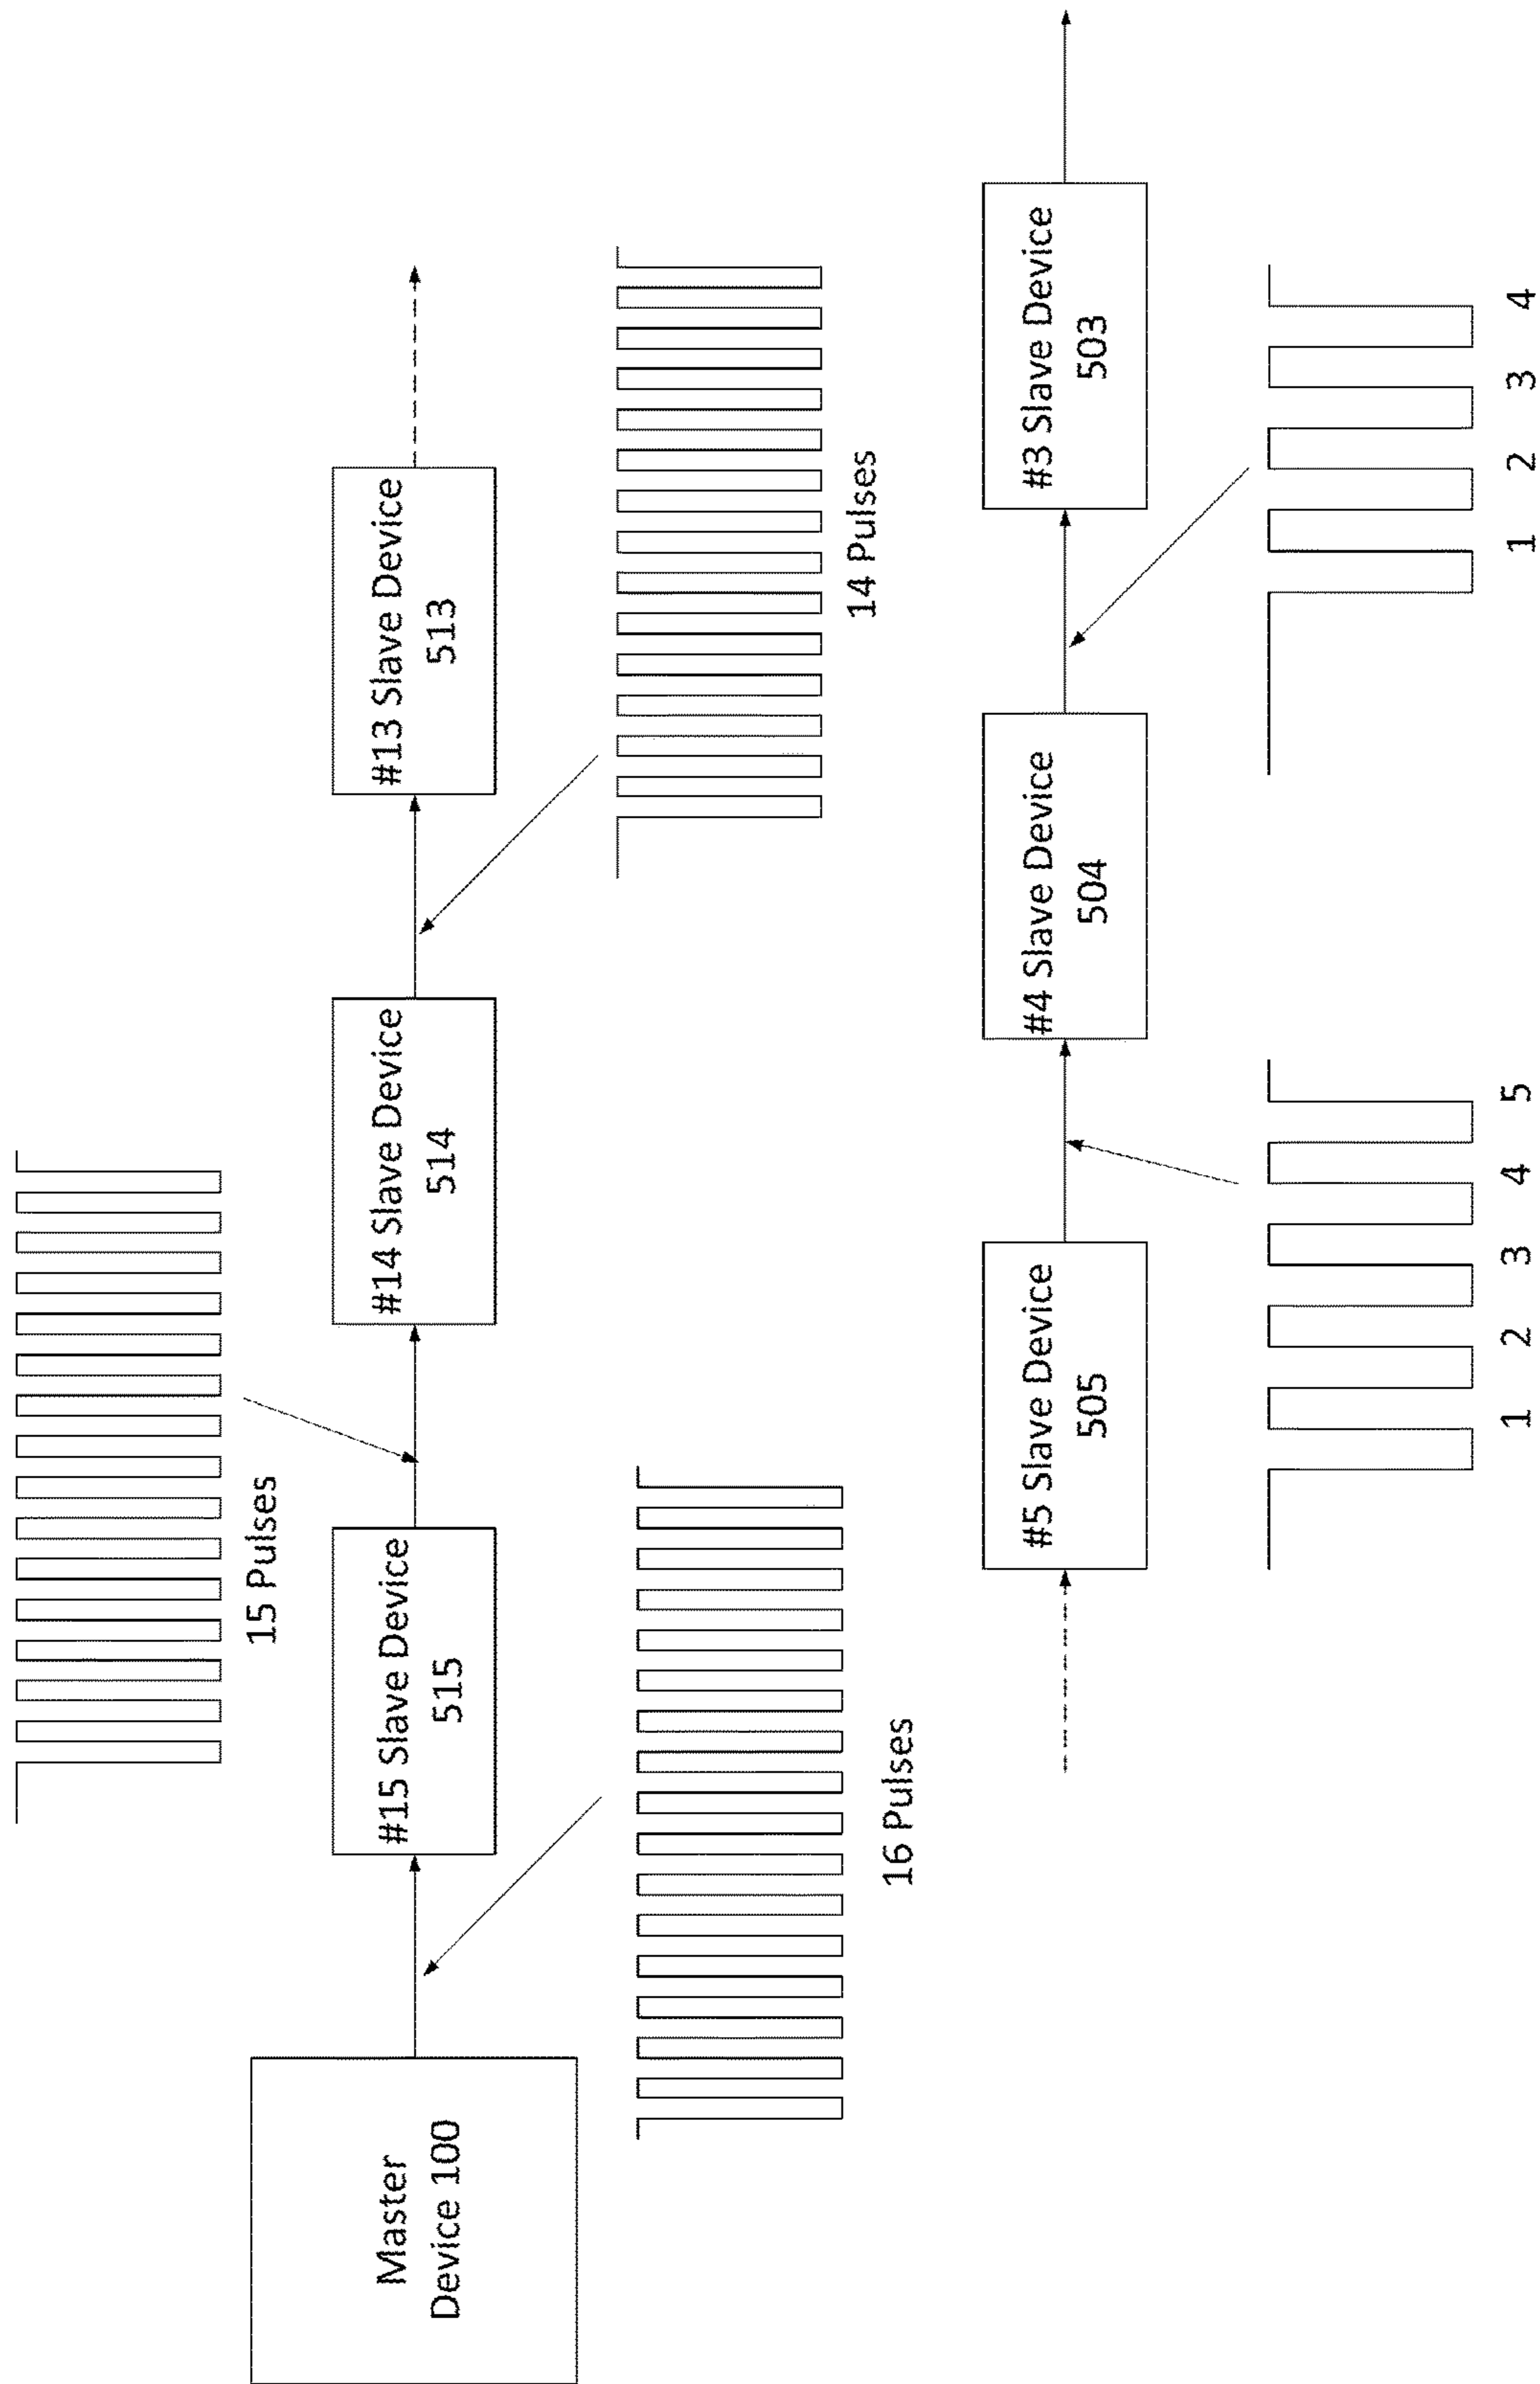 15 Pulses
Master
Device 100
#15 Slave Device
515
#14 Slave Device
514
#13 Slave Device
513
16 Pulses
14 Pulses
#5 Slave Device
505
#4 Slave Device
504
#3 Slave Device
503
1 2 3 4 5
1 2 3 4